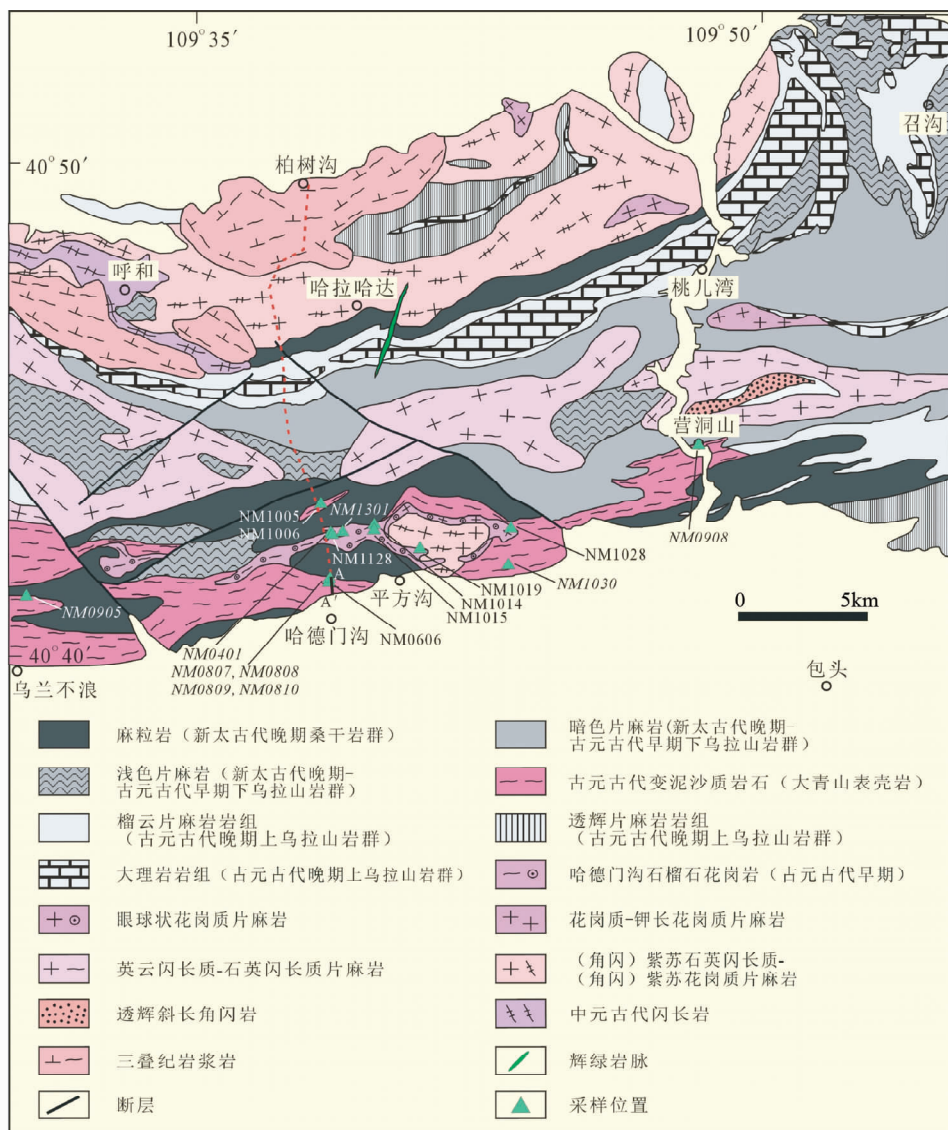 109°35′
109°50′
召沟
40°50′
柏树沟
呼和
哈拉哈达
桃儿湾
营洞山
NM1005
NM1301
NM1006
NM1128
NM1028
NM0908
NM1030
NM1019
NM0905
A
A′
平方沟
NM1014
NM1015
0 5km
哈德门沟
NM0606
NM0401
NM0807, NM0808
NM0809, NM0810
40°40′
乌兰不浪
包头
麻粒岩（新太古代晚期桑干岩群）
暗色片麻岩(新太古代晚期-
古元古代早期下乌拉山岩群)
浅色片麻岩（新太古代晚期-
古元古代早期下乌拉山岩群）
古元古代变泥沙质岩石（大青山表壳岩）
榴云片麻岩岩组
（古元古代晚期上乌拉山岩群）
透辉片麻岩岩组
（古元古代晚期上乌拉山岩群）
大理岩岩组（古元古代晚期上乌拉山岩群）
哈德门沟石榴石花岗岩（古元古代早期）
眼球状花岗质片麻岩
花岗质-钾长花岗质片麻岩
英云闪长质-石英闪长质片麻岩
（角闪）紫苏石英闪长质-
（角闪）紫苏花岗质片麻岩
透辉斜长角闪岩
中元古代闪长岩
三叠纪岩浆岩
辉绿岩脉
断层
采样位置